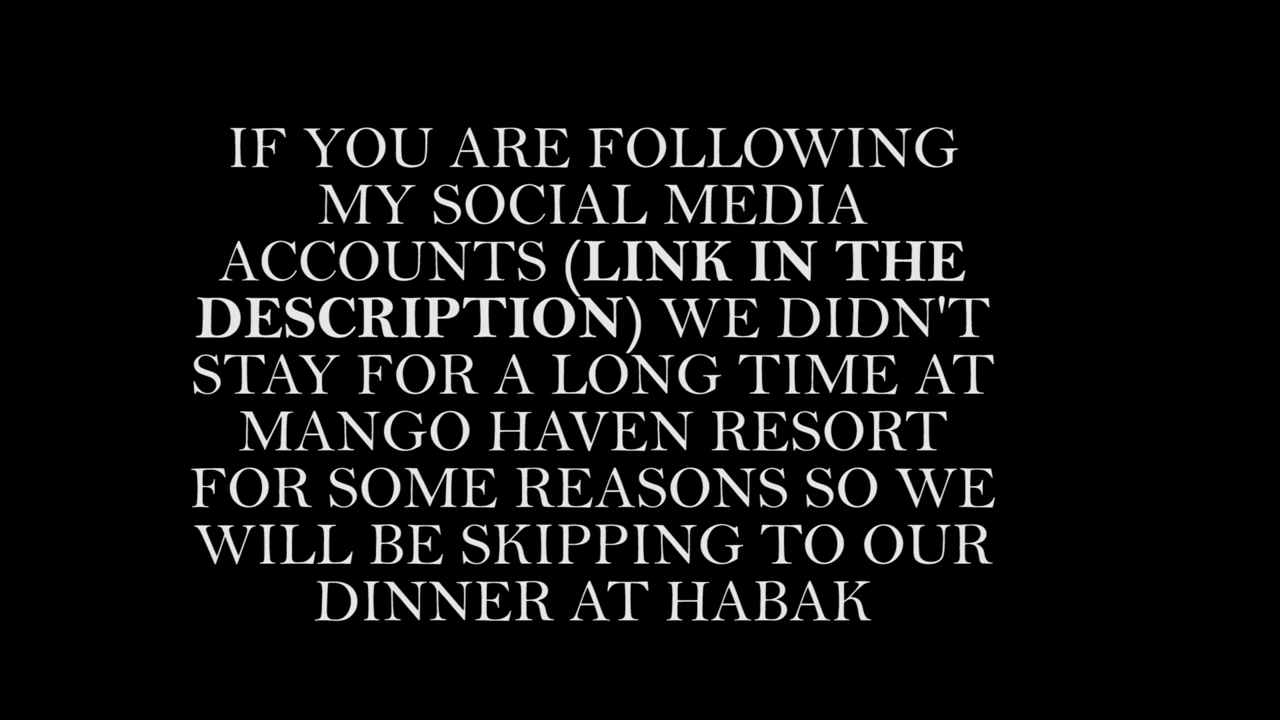 IF YOU ARE FOLLOWING
MY SOCIAL MEDIA
ACCOUNTS (LINK IN THE
DESCRIPTION) WE DIDN'T
STAY FOR A LONG TIME AT
MANGO HAVEN RESORT
FOR SOME REASONS SO WE
WILL BE SKIPPING TO OUR
DINNER AT HABAK